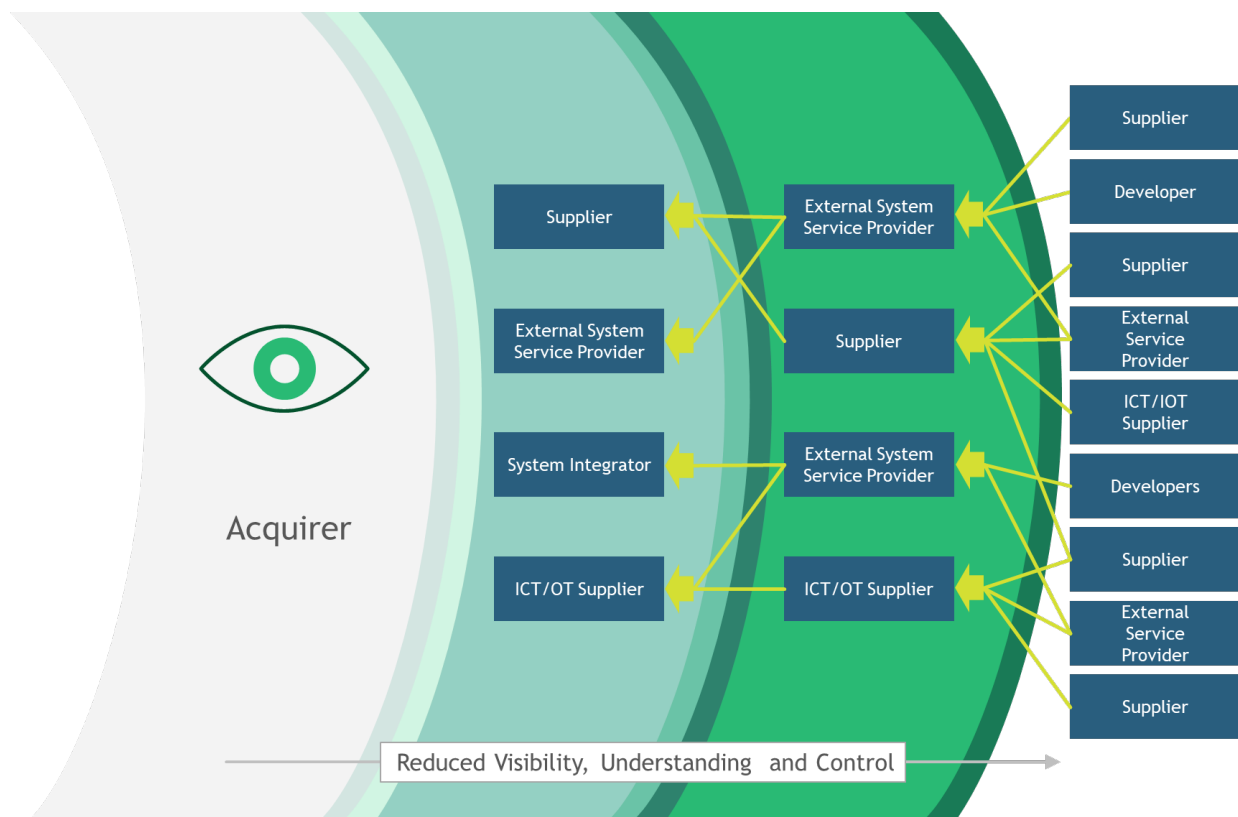 Acquirer
Supplier
External System
Service Provider
System Integrator
ICT/OT Supplier
External System
Service Provider
Supplier
External System
Service Provider
ICT/OT Supplier
Supplier
Developer
Supplier
External
Service
Provider
ICT/IOT
Supplier
Developers
Supplier
External
Service
Provider
Supplier
Reduced Visibility, Understanding and Control